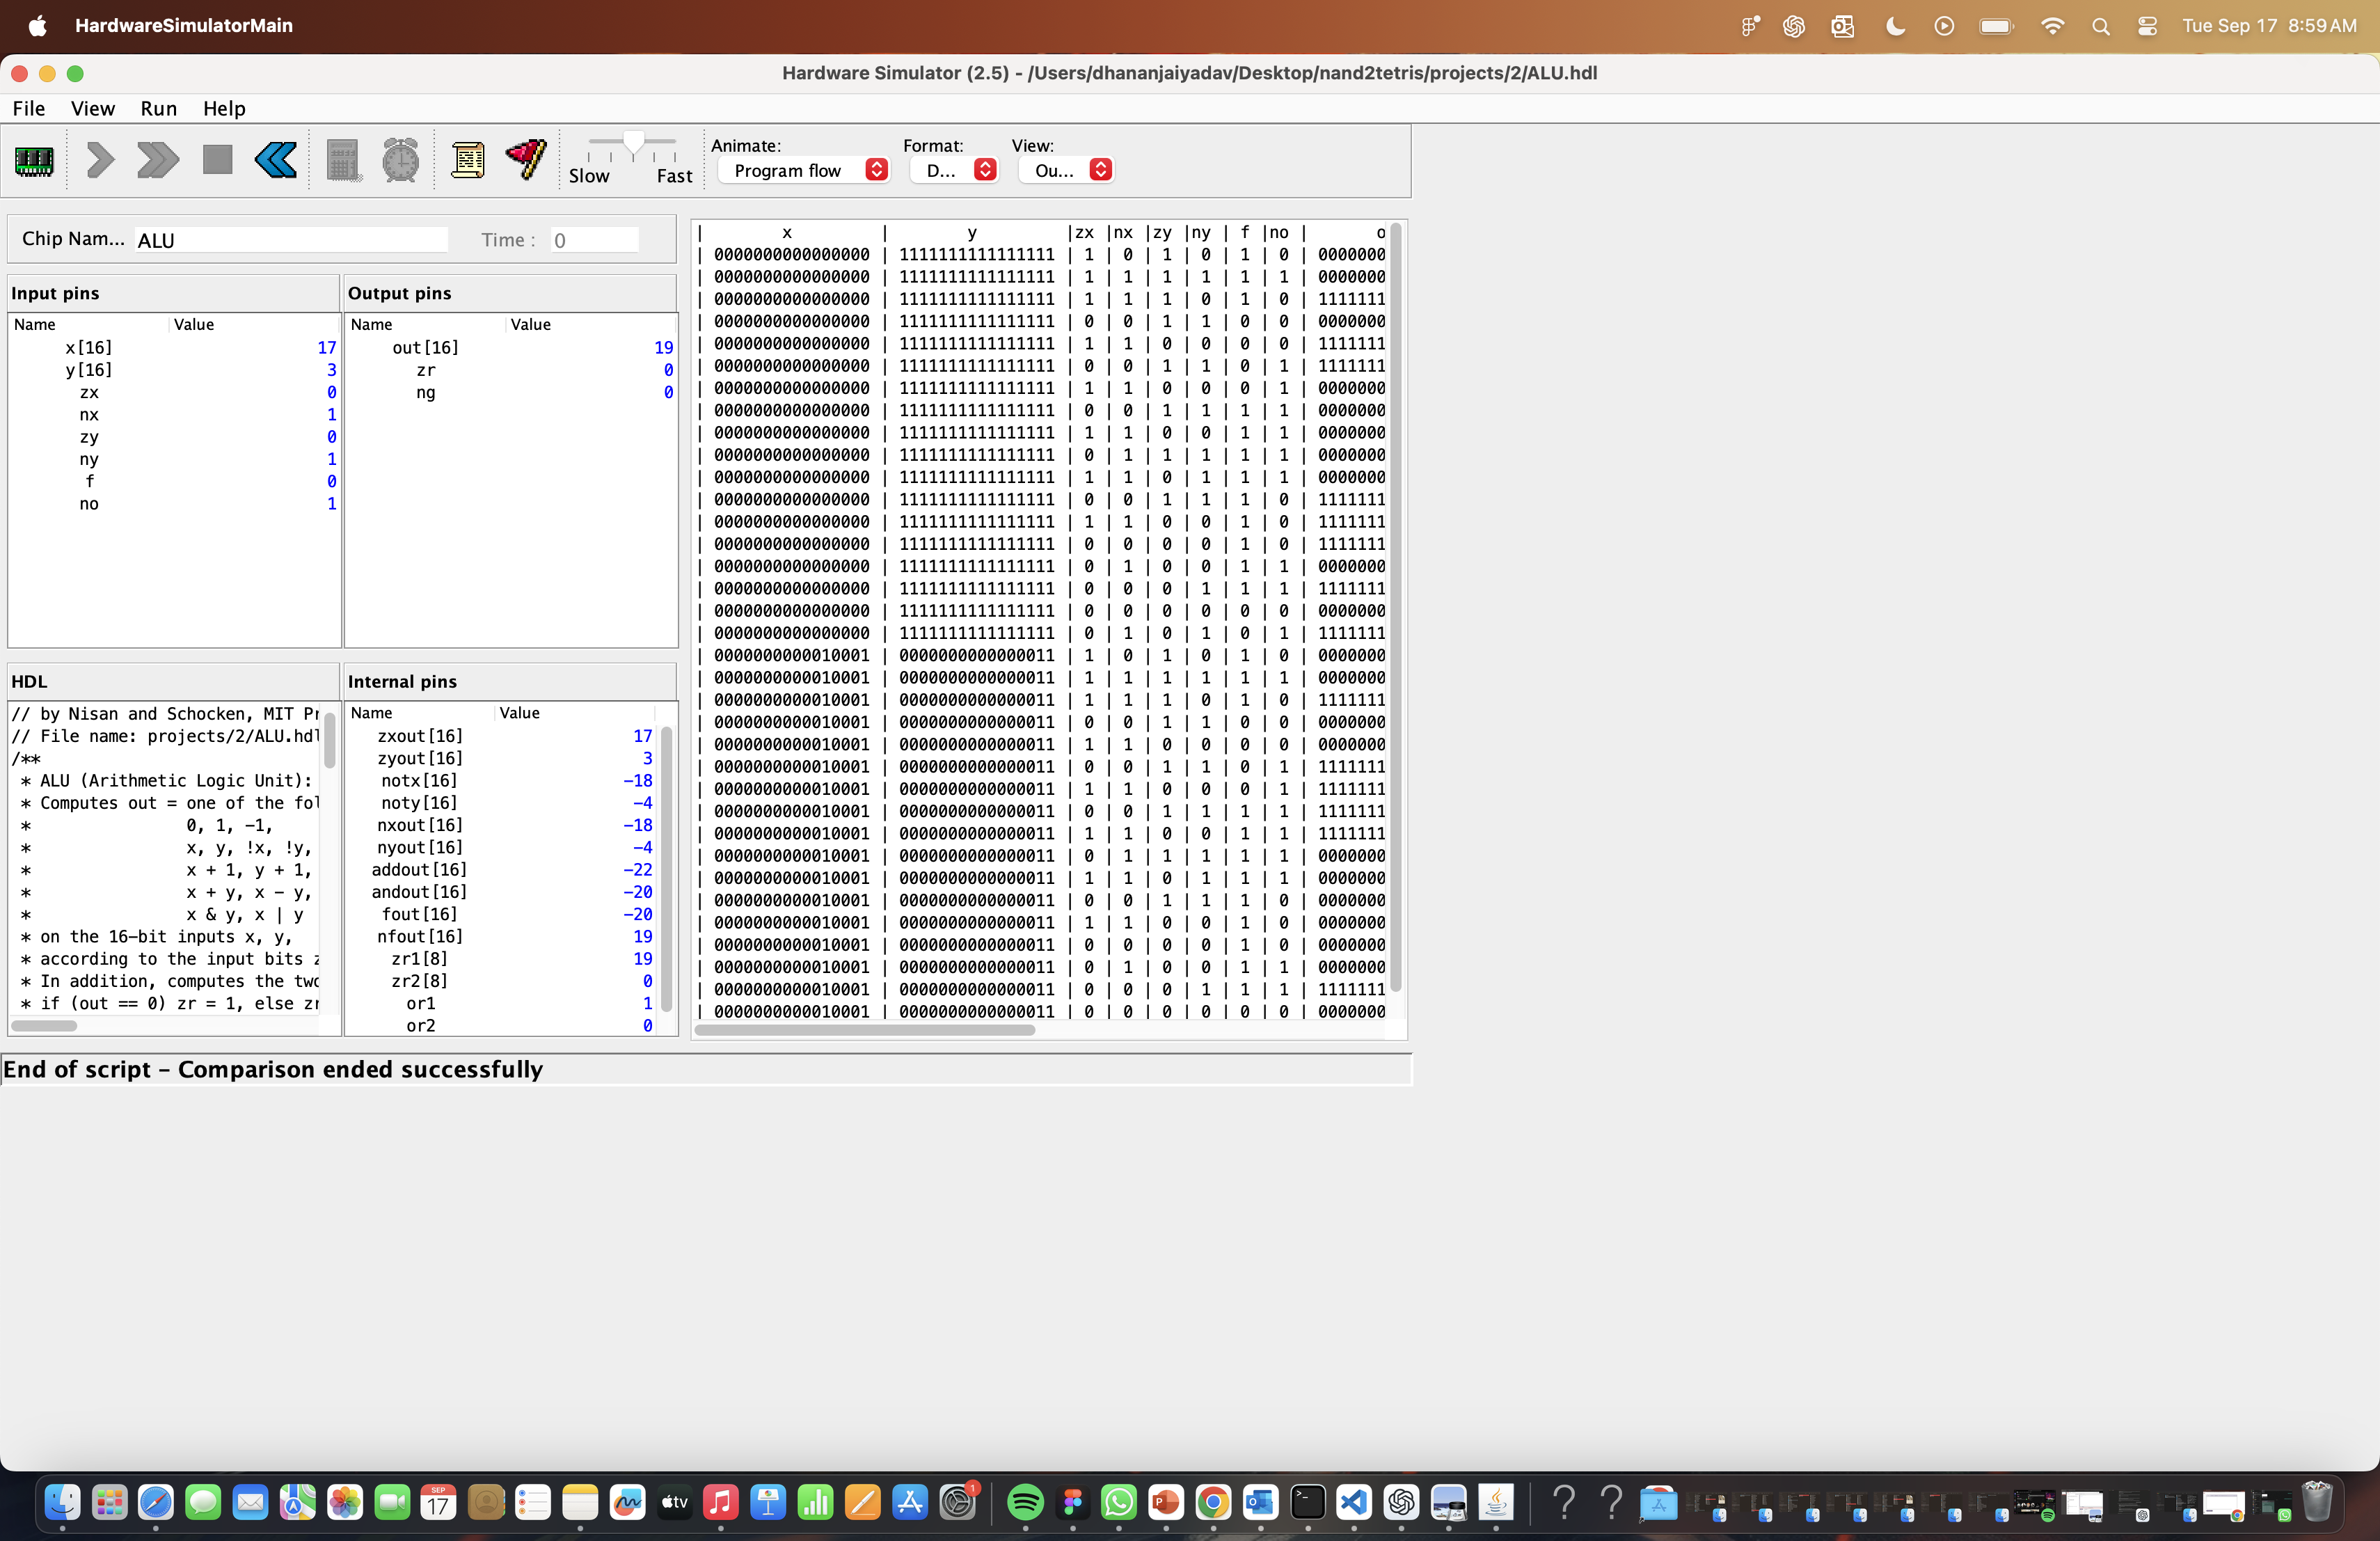 HardwareSimulatorMain
Tue Sep 17 8:59 AM
Hardware Simulator (2.5) - /Users/dhananjaiyadav/Desktop/nand2tetris/projects/2/ALU.hdl
File View Run Help
Animate: Format: View:
Slow Fast Program flow D... Ou...
Chip Nam... ALU Time : 0
Input pins
Name Value
x[16] 17
y[16] 3
zx 0
nx 1
zy 0
ny 1
f 0
no 1
Output pins
Name Value
out[16] 19
zr 0
ng 0
HDL
// by Nisan and Schocken, MIT Pr
// File name: projects/2/ALU.hdl
/**
* ALU (Arithmetic Logic Unit):
* Computes out = one of the fol
* 0, 1, -1,
* x, y, !x, !y,
* x + 1, y + 1,
* x + y, x - y,
* x & y, x | y
* on the 16-bit inputs x, y,
* according to the input bits z
* In addition, computes the two
* if (out == 0) zr = 1, else zr
Internal pins
Name Value
zxout[16] 17
zyout[16] 3
notx[16] -18
noty[16] -4
nxout[16] -18
nyout[16] -4
addout[16] -22
andout[16] -20
fout[16] -20
nfout[16] 19
zr1[8] 19
zr2[8] 0
or1 1
or2 0
| x | y |zx |nx |zy |ny | f |no | o
| 0000000000000000 | 1111111111111111 | 1 | 0 | 1 | 0 | 1 | 0 | 0000000
| 0000000000000000 | 1111111111111111 | 1 | 1 | 1 | 1 | 1 | 1 | 0000000
| 0000000000000000 | 1111111111111111 | 1 | 1 | 1 | 0 | 1 | 0 | 1111111
| 0000000000000000 | 1111111111111111 | 0 | 0 | 1 | 1 | 0 | 0 | 0000000
| 0000000000000000 | 1111111111111111 | 1 | 1 | 0 | 0 | 0 | 0 | 1111111
| 0000000000000000 | 1111111111111111 | 0 | 0 | 1 | 1 | 0 | 1 | 1111111
| 0000000000000000 | 1111111111111111 | 1 | 1 | 0 | 0 | 0 | 1 | 0000000
| 0000000000000000 | 1111111111111111 | 0 | 0 | 1 | 1 | 1 | 1 | 0000000
| 0000000000000000 | 1111111111111111 | 1 | 1 | 0 | 0 | 1 | 1 | 0000000
| 0000000000000000 | 1111111111111111 | 0 | 1 | 1 | 1 | 1 | 1 | 0000000
| 0000000000000000 | 1111111111111111 | 1 | 1 | 0 | 1 | 1 | 1 | 0000000
| 0000000000000000 | 1111111111111111 | 0 | 0 | 1 | 1 | 1 | 0 | 1111111
| 0000000000000000 | 1111111111111111 | 1 | 1 | 0 | 0 | 1 | 0 | 1111111
| 0000000000000000 | 1111111111111111 | 0 | 0 | 0 | 0 | 1 | 0 | 1111111
| 0000000000000000 | 1111111111111111 | 0 | 1 | 0 | 0 | 1 | 1 | 0000000
| 0000000000000000 | 1111111111111111 | 0 | 0 | 0 | 1 | 1 | 1 | 1111111
| 0000000000000000 | 1111111111111111 | 0 | 0 | 0 | 0 | 0 | 0 | 0000000
| 0000000000000000 | 1111111111111111 | 0 | 1 | 0 | 1 | 0 | 1 | 1111111
| 0000000000010001 | 0000000000000011 | 1 | 0 | 1 | 0 | 1 | 0 | 0000000
| 0000000000010001 | 0000000000000011 | 1 | 1 | 1 | 1 | 1 | 1 | 0000000
| 0000000000010001 | 0000000000000011 | 1 | 1 | 1 | 0 | 1 | 0 | 1111111
| 0000000000010001 | 0000000000000011 | 0 | 0 | 1 | 1 | 0 | 0 | 0000000
| 0000000000010001 | 0000000000000011 | 1 | 1 | 0 | 0 | 0 | 0 | 0000000
| 0000000000010001 | 0000000000000011 | 0 | 0 | 1 | 1 | 0 | 1 | 1111111
| 0000000000010001 | 0000000000000011 | 1 | 1 | 0 | 0 | 0 | 1 | 1111111
| 0000000000010001 | 0000000000000011 | 0 | 0 | 1 | 1 | 1 | 1 | 1111111
| 0000000000010001 | 0000000000000011 | 1 | 1 | 0 | 0 | 1 | 1 | 1111111
| 0000000000010001 | 0000000000000011 | 0 | 1 | 1 | 1 | 1 | 1 | 0000000
| 0000000000010001 | 0000000000000011 | 1 | 1 | 0 | 1 | 1 | 1 | 0000000
| 0000000000010001 | 0000000000000011 | 0 | 0 | 1 | 1 | 1 | 0 | 0000000
| 0000000000010001 | 0000000000000011 | 1 | 1 | 0 | 0 | 1 | 0 | 0000000
| 0000000000010001 | 0000000000000011 | 0 | 0 | 0 | 0 | 1 | 0 | 0000000
| 0000000000010001 | 0000000000000011 | 0 | 1 | 0 | 0 | 1 | 1 | 0000000
| 0000000000010001 | 0000000000000011 | 0 | 0 | 0 | 1 | 1 | 1 | 1111111
| 0000000000010001 | 0000000000000011 | 0 | 0 | 0 | 0 | 0 | 0 | 0000000
End of script - Comparison ended successfully
SEP
17
tv
1